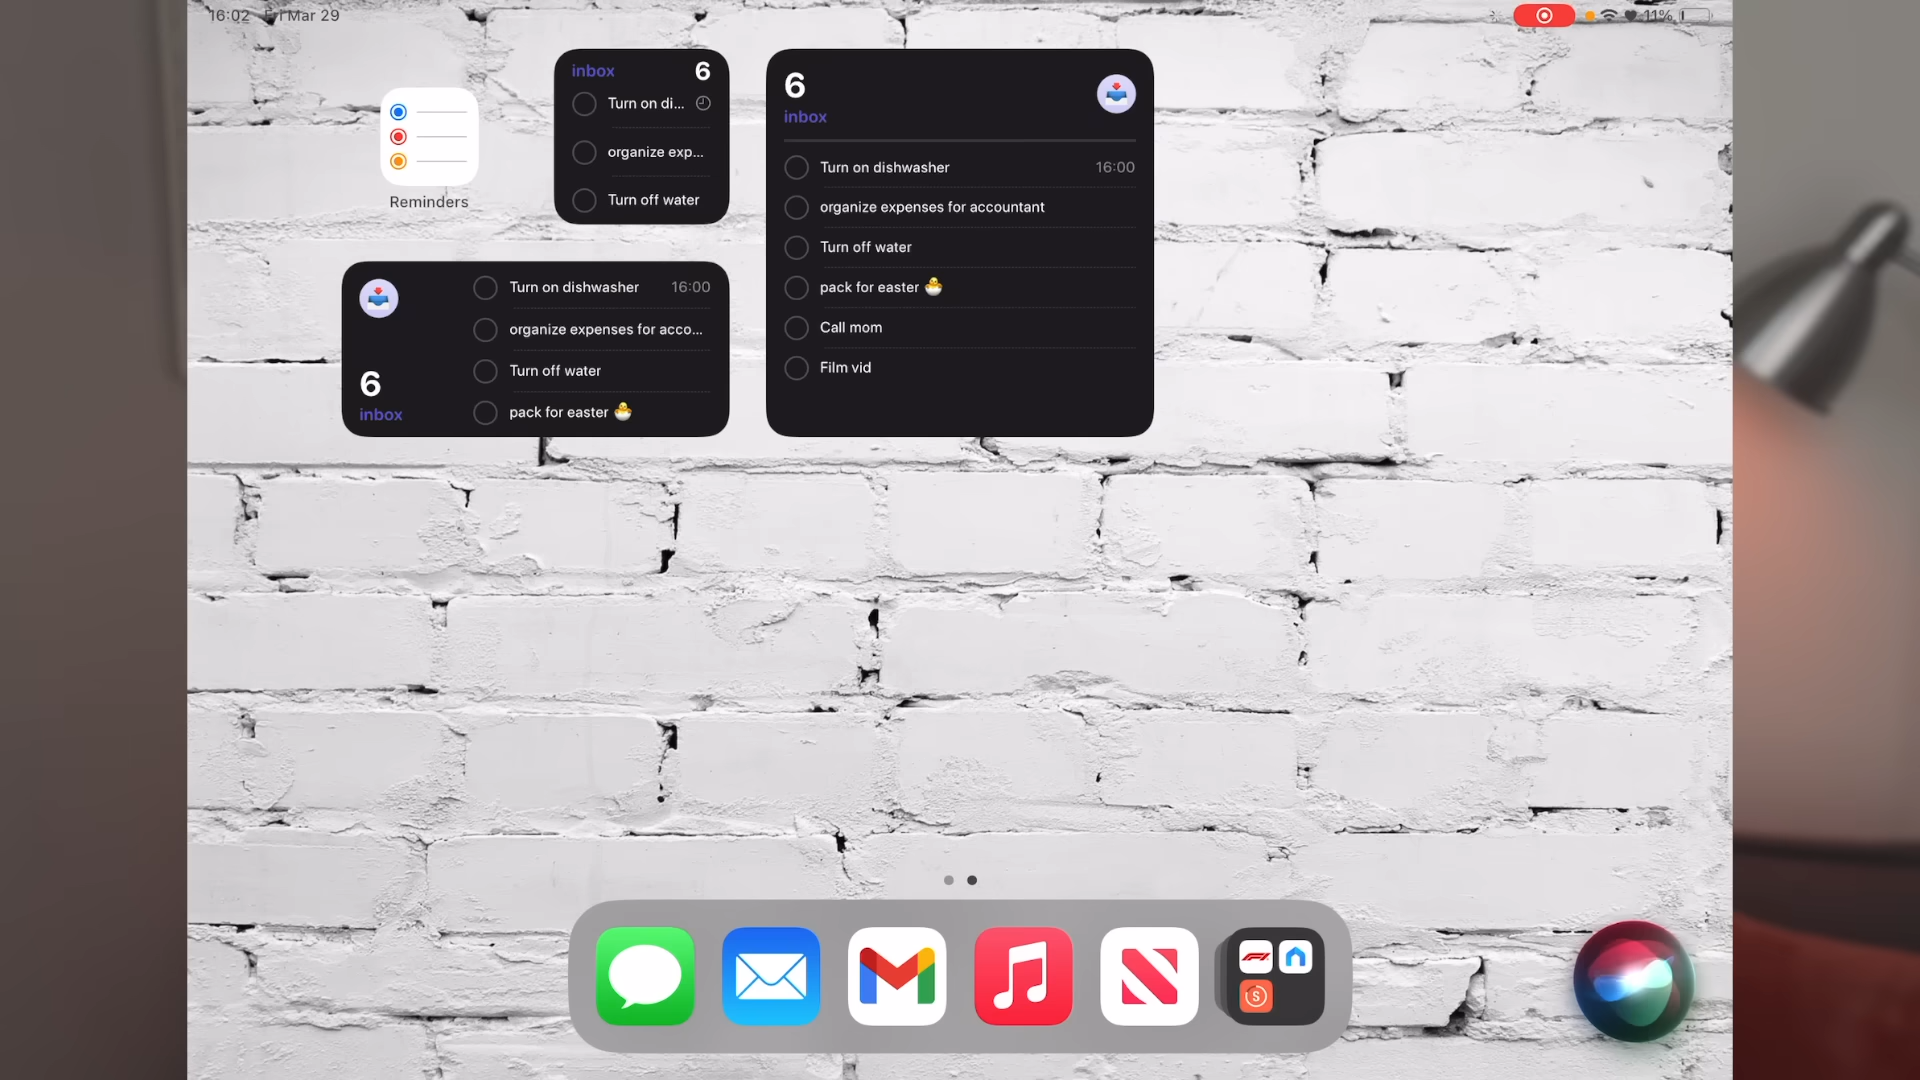 16:02 Fri Mar 29
11%
Reminders
inbox 6
Turn on di...
organize exp...
Turn off water
6
inbox
Turn on dishwasher 16:00
organize expenses for acco...
Turn off water
pack for easter 🐣
6
inbox
Turn on dishwasher 16:00
organize expenses for accountant
Turn off water
pack for easter 🐣
Call mom
Film vid